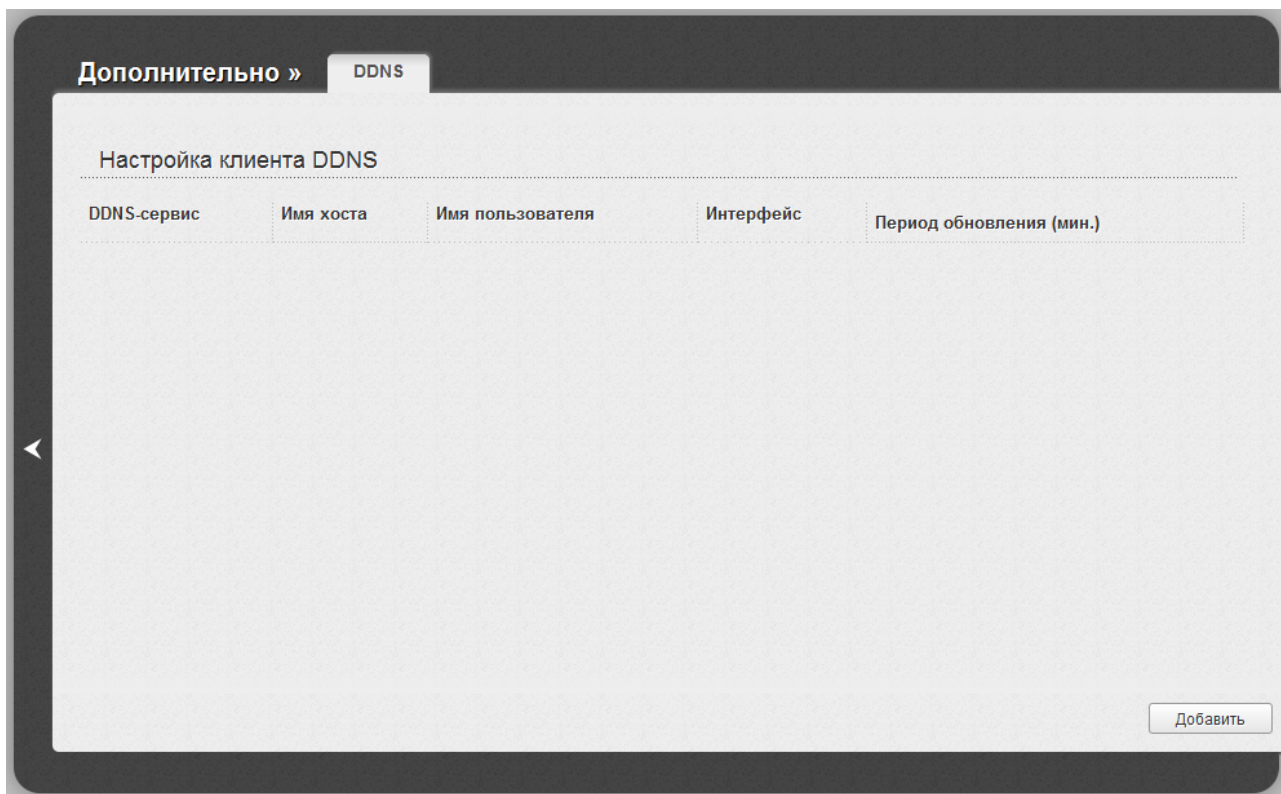 Дополнительно » DDNS
Настройка клиента DDNS
DDNS-сервис Имя хоста Имя пользователя Интерфейс Период обновления (мин.)
Добавить